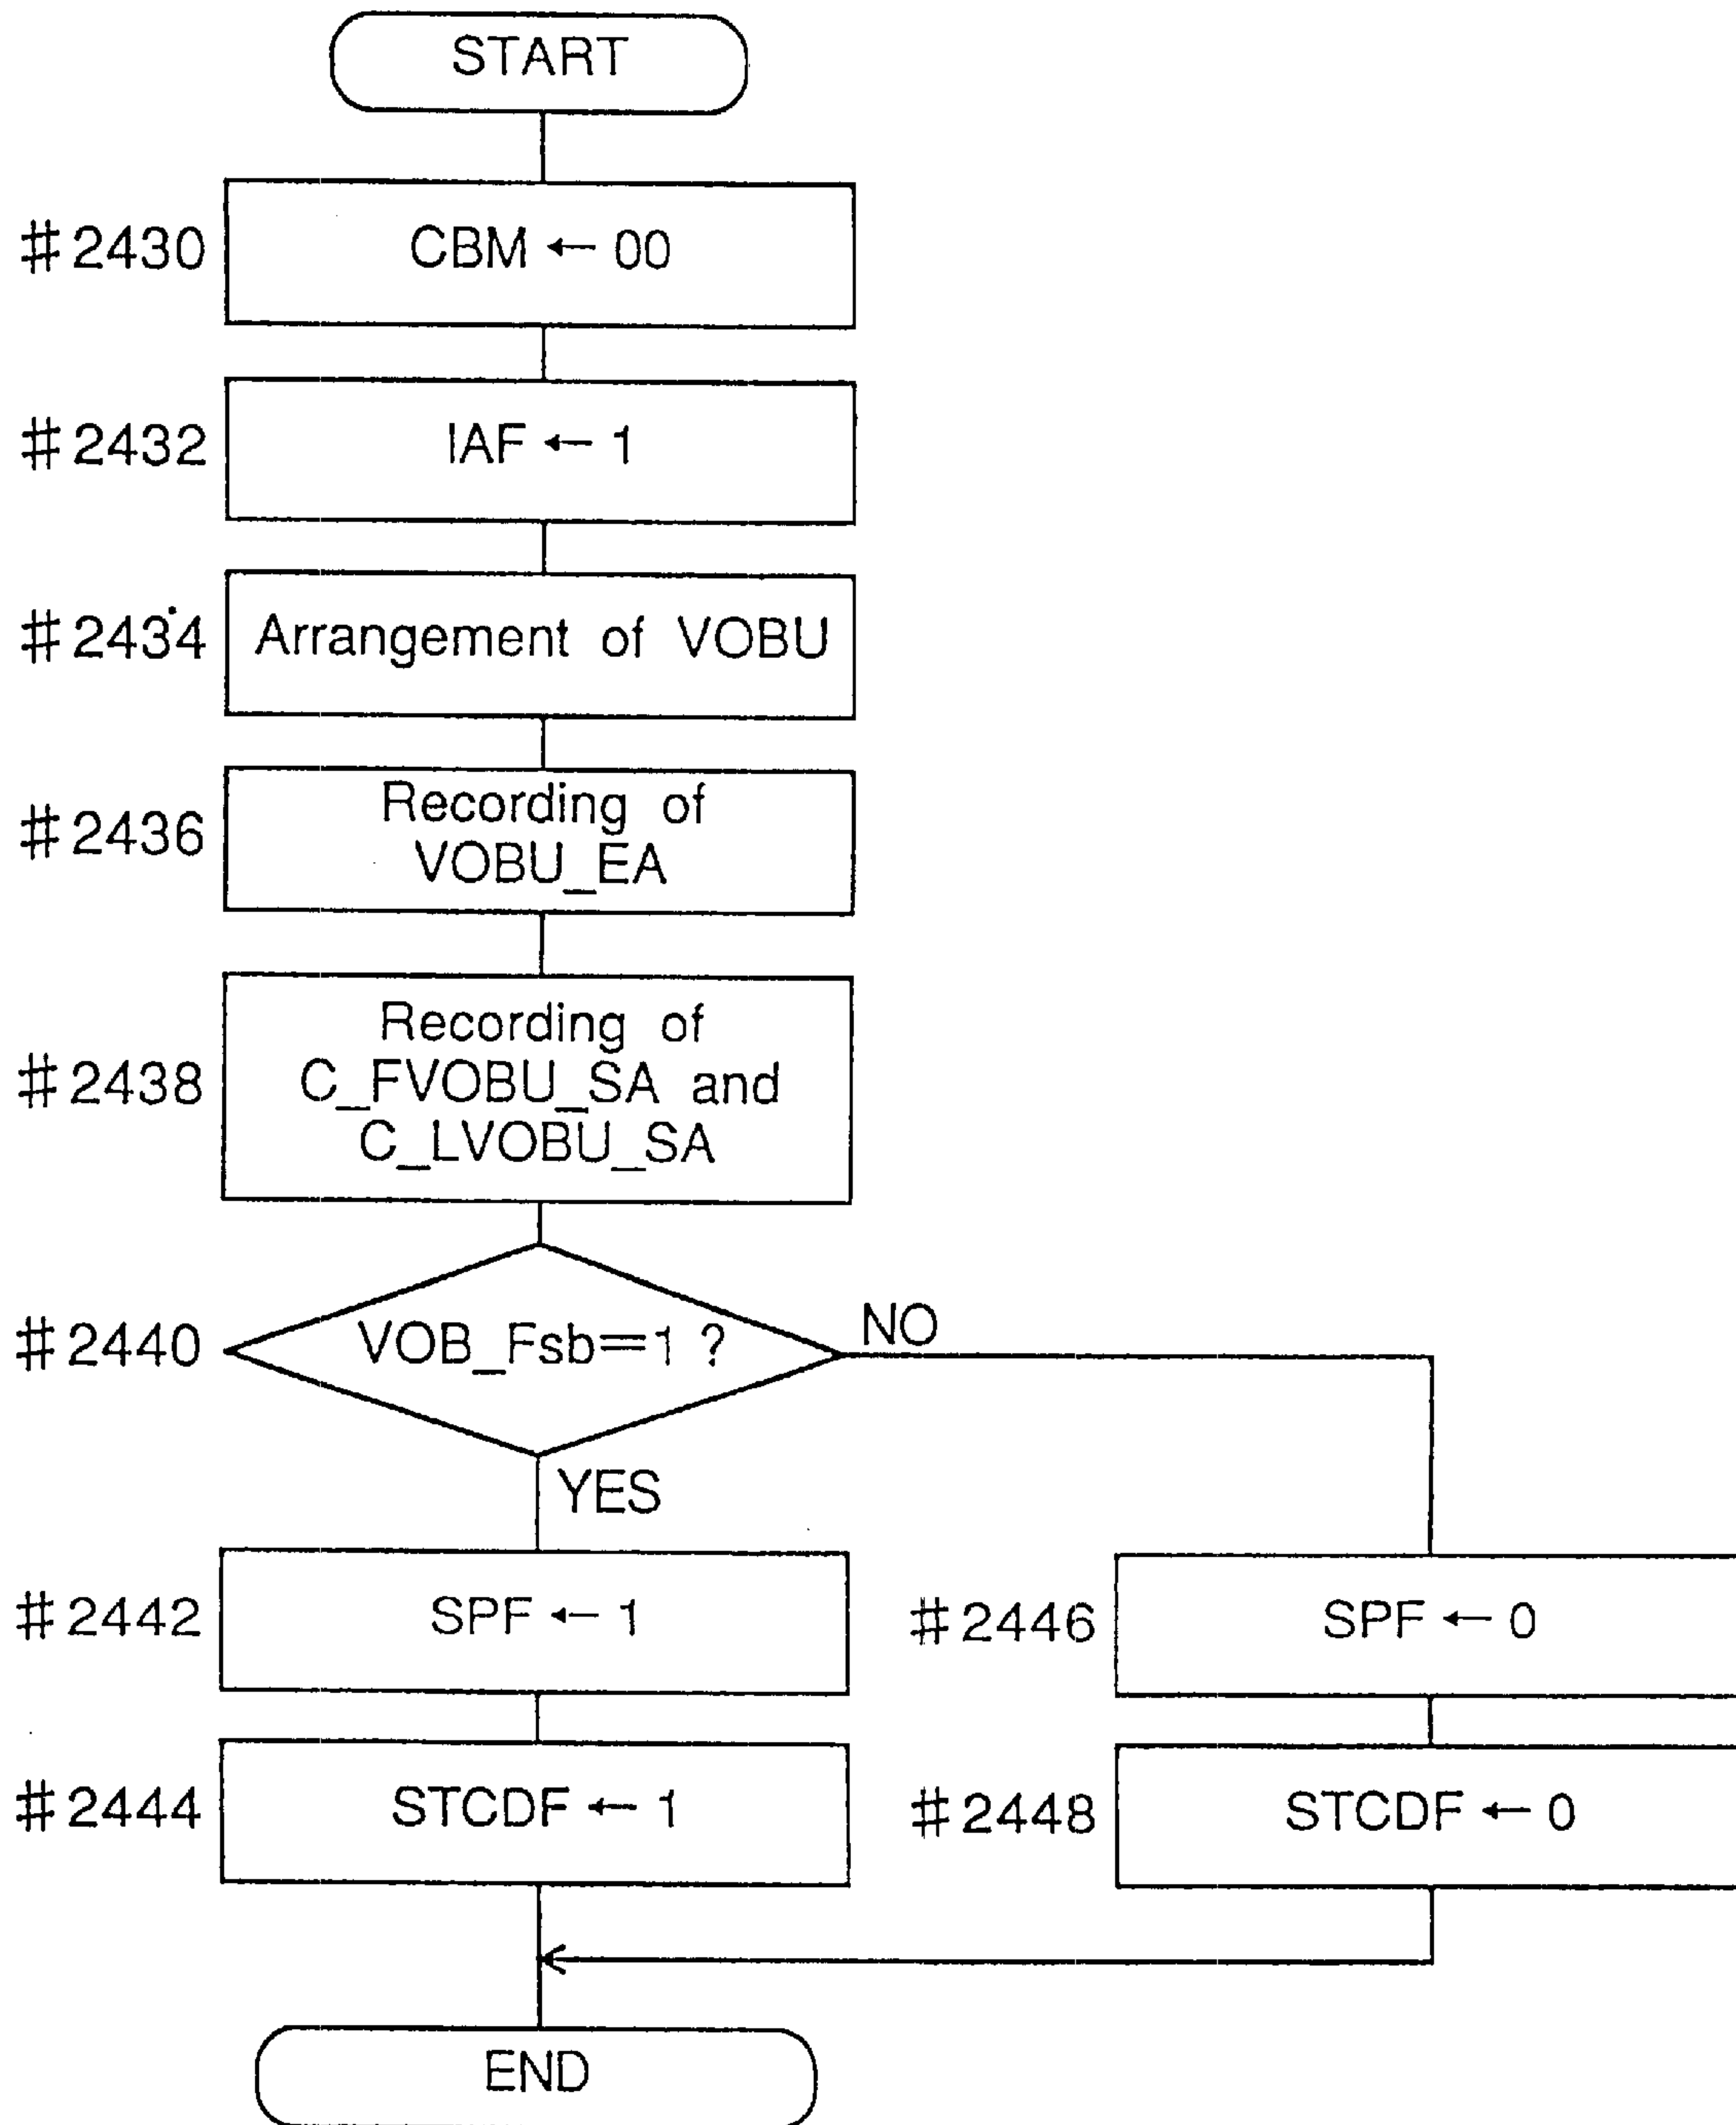 START
#2430
CBM ← 00
#2432
IAF ← 1
#2434
Arrangement of VOBU
#2436
Recording of
VOBU_EA
#2438
Recording of
C_FVOBU_SA and
C_LVOBU_SA
#2440
VOB_Fsb=1 ?
NO
YES
#2442
SPF ← 1
#2446
SPF ← 0
#2444
STCDF ← 1
#2448
STCDF ← 0
END